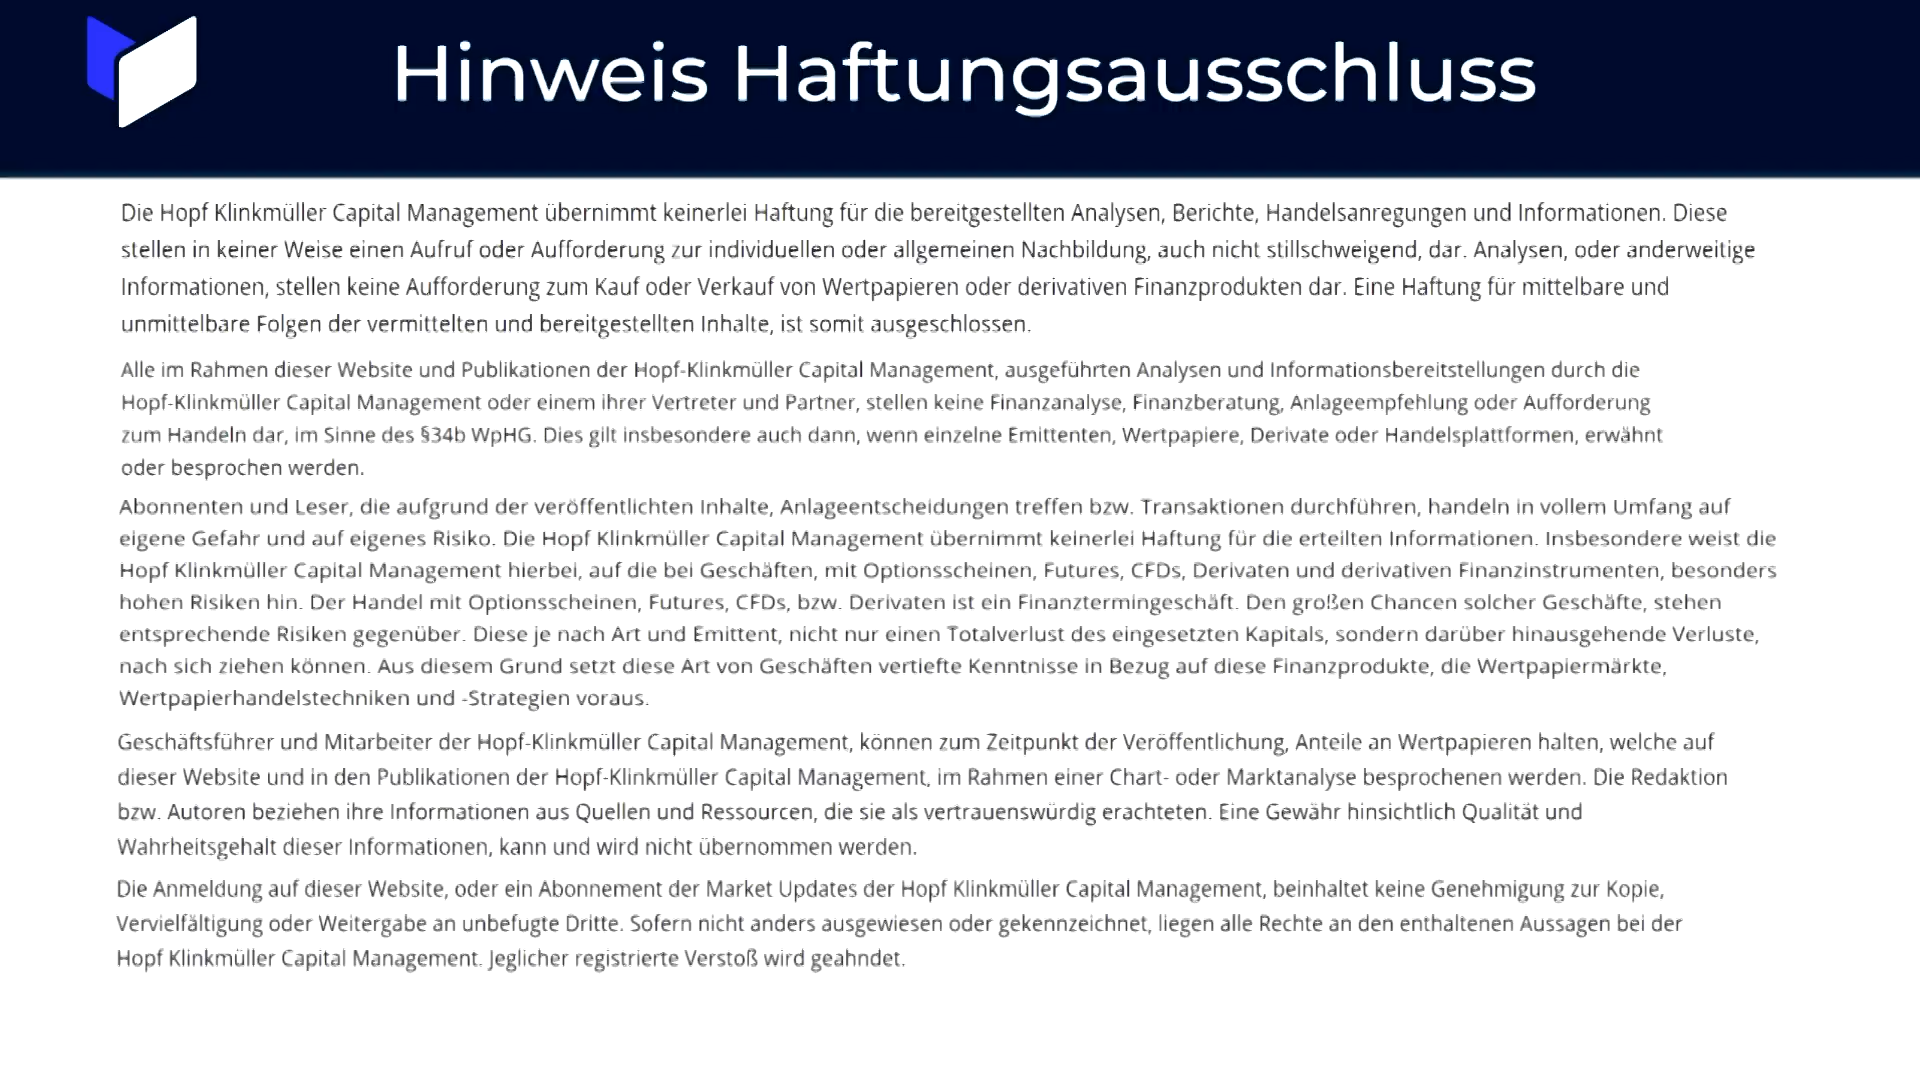 Hinweis Haftungsausschluss
Die Hopf Klinkmüller Capital Management übernimmt keinerlei Haftung für die bereitgestellten Analysen, Berichte, Handelsanregungen und Informationen. Diese
stellen in keiner Weise einen Aufruf oder Aufforderung zur individuellen oder allgemeinen Nachbildung, auch nicht stillschweigend, dar. Analysen, oder anderweitige
Informationen, stellen keine Aufforderung zum Kauf oder Verkauf von Wertpapieren oder derivativen Finanzprodukten dar. Eine Haftung für mittelbare und
unmittelbare Folgen der vermittelten und bereitgestellten Inhalte, ist somit ausgeschlossen.
Alle im Rahmen dieser Website und Publikationen der Hopf-Klinkmüller Capital Management, ausgeführten Analysen und Informationsbereitstellungen durch die
Hopf-Klinkmüller Capital Management oder einem ihrer Vertreter und Partner, stellen keine Finanzanalyse, Finanzberatung, Anlageempfehlung oder Aufforderung
zum Handeln dar, im Sinne des §34b WpHG. Dies gilt insbesondere auch dann, wenn einzelne Emittenten, Wertpapiere, Derivate oder Handelsplattformen, erwähnt
oder besprochen werden.
Abonnenten und Leser, die aufgrund der veröffentlichten Inhalte, Anlageentscheidungen treffen bzw. Transaktionen durchführen, handeln in vollem Umfang auf
eigene Gefahr und auf eigenes Risiko. Die Hopf Klinkmüller Capital Management übernimmt keinerlei Haftung für die erteilten Informationen. Insbesondere weist die
Hopf Klinkmüller Capital Management hierbei, auf die bei Geschäften, mit Optionsscheinen, Futures, CFDs, Derivaten und derivativen Finanzinstrumenten, besonders
hohen Risiken hin. Der Handel mit Optionsscheinen, Futures, CFDs, bzw. Derivaten ist ein Finanztermingeschäft. Den großen Chancen solcher Geschäfte, stehen
entsprechende Risiken gegenüber. Diese je nach Art und Emittent, nicht nur einen Totalverlust des eingesetzten Kapitals, sondern darüber hinausgehende Verluste,
nach sich ziehen können. Aus diesem Grund setzt diese Art von Geschäften vertiefte Kenntnisse in Bezug auf diese Finanzprodukte, die Wertpapiermärkte,
Wertpapierhandelstechniken und -Strategien voraus.
Geschäftsführer und Mitarbeiter der Hopf-Klinkmüller Capital Management, können zum Zeitpunkt der Veröffentlichung, Anteile an Wertpapieren halten, welche auf
dieser Website und in den Publikationen der Hopf-Klinkmüller Capital Management, im Rahmen einer Chart- oder Marktanalyse besprochenen werden. Die Redaktion
bzw. Autoren beziehen ihre Informationen aus Quellen und Ressourcen, die sie als vertrauenswürdig erachteten. Eine Gewähr hinsichtlich Qualität und
Wahrheitsgehalt dieser Informationen, kann und wird nicht übernommen werden.
Die Anmeldung auf dieser Website, oder ein Abonnement der Market Updates der Hopf Klinkmüller Capital Management, beinhaltet keine Genehmigung zur Kopie,
Vervielfältigung oder Weitergabe an unbefugte Dritte. Sofern nicht anders ausgewiesen oder gekennzeichnet, liegen alle Rechte an den enthaltenen Aussagen bei der
Hopf Klinkmüller Capital Management. Jeglicher registrierte Verstoß wird geahndet.